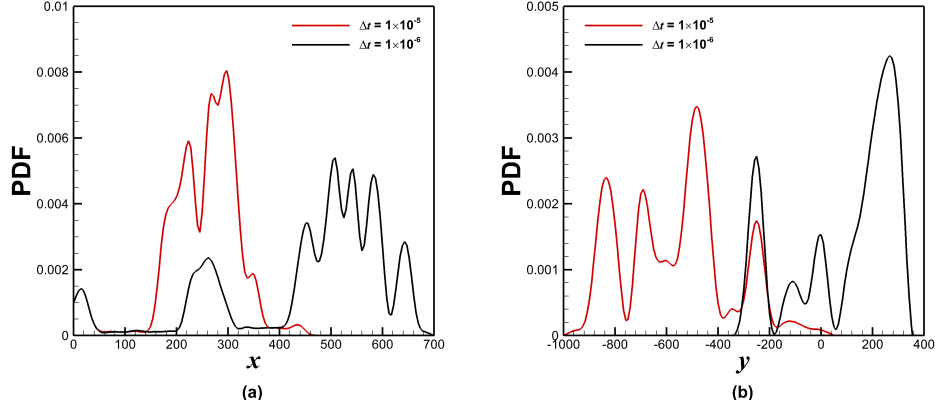 0.01
0.008
0.006
0.004
0.002
0
PDF
Δt = 1×10-5
Δt = 1×10-6
0 100 200 300 400 500 600 700
x
(a)
0.005
0.004
0.003
0.002
0.001
0
PDF
Δt = 1×10-5
Δt = 1×10-6
-1000 -800 -600 -400 -200 0 200 400
y
(b)